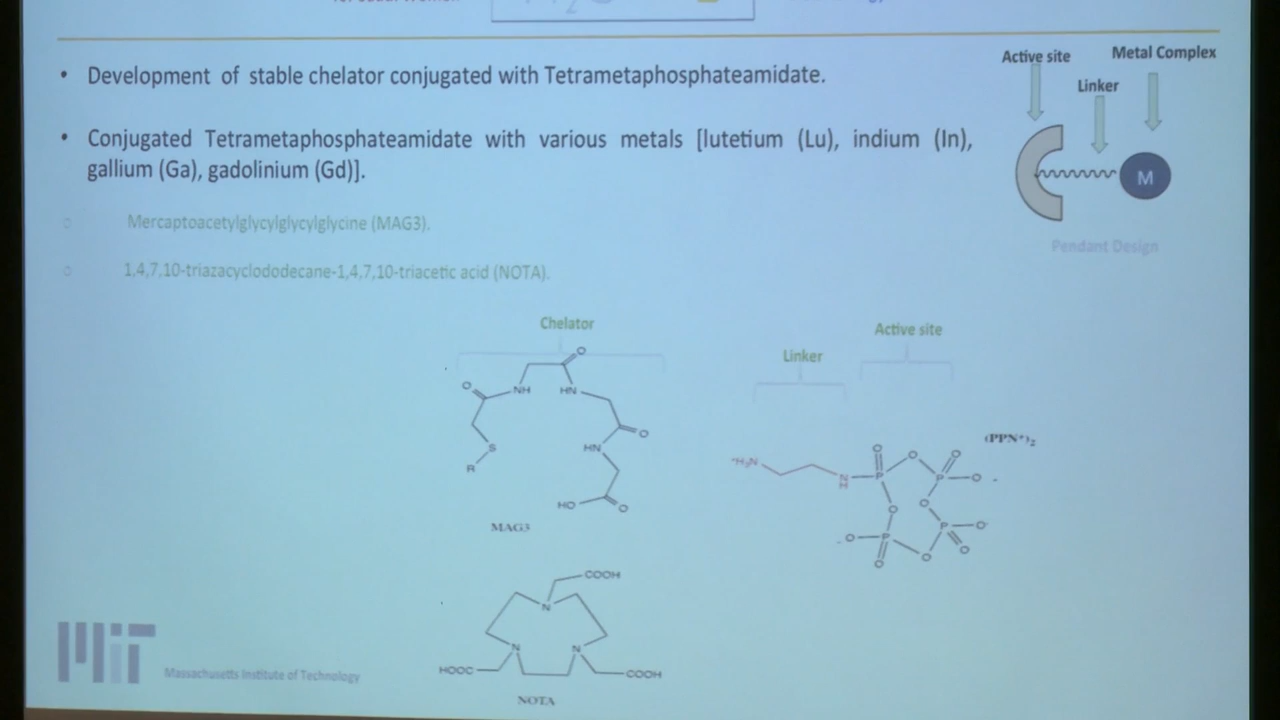 Active site
Metal Complex
Linker
• Development of stable chelator conjugated with Tetrametaphosphateamidate.
• Conjugated Tetrametaphosphateamidate with various metals [lutetium (Lu), indium (In),
gallium (Ga), gadolinium (Gd)].
M
Pendant Design
Mercaptoacetylglycylglycylglycine (MAG3).
1,4,7,10-triazacyclododecane-1,4,7,10-triacetic acid (NOTA).
Chelator
Active site
Linker
O
O
NH
HN
O
S
HN
R
HO
O
MAG3
(PPN⁺)₂
⁺H₃N
N
H
O
P
O
O
P
O
-
O
O
P
O-
-O
P
O
O
O
COOH
N
N
N
HOOC
COOH
NOTA
MIT
Massachusetts Institute of Technology